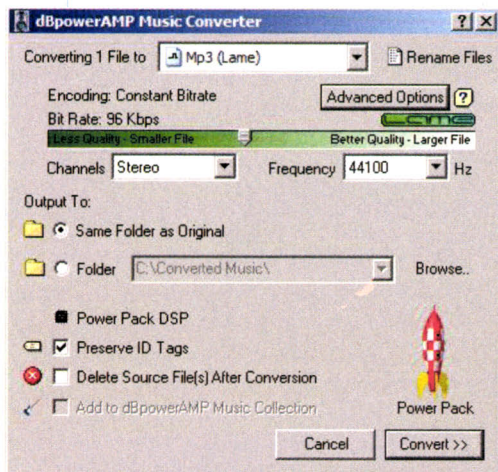 dBpowerAMP Music Converter
Converting 1 File to Mp3 (Lame) Rename Files
Encoding: Constant Bitrate Advanced Options ?
Bit Rate: 96 Kbps Lame
Less Quality - Smaller File Better Quality - Larger File
Channels Stereo Frequency 44100 Hz
Output To:
Same Folder as Original
Folder C:\Converted Music\ Browse..
Power Pack DSP
Preserve ID Tags
Delete Source File(s) After Conversion
Add to dBpowerAMP Music Collection Power Pack
Cancel Convert >>